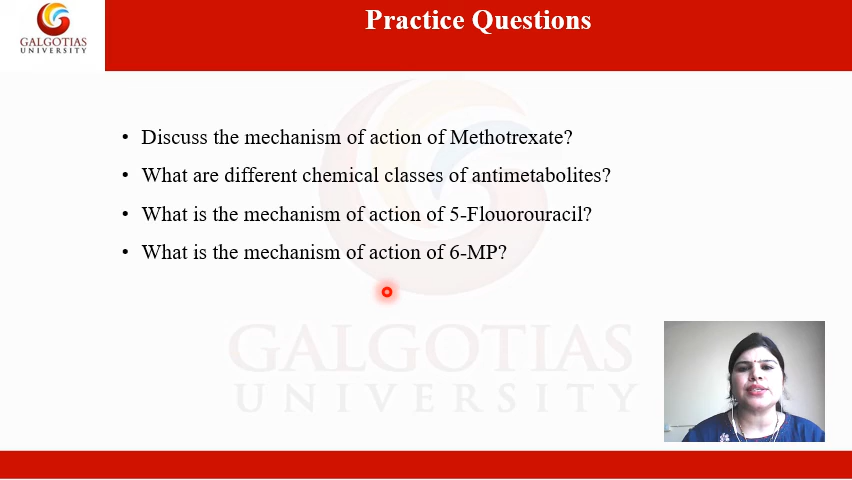 GALGOTIAS
UNIVERSITY
Practice Questions
• Discuss the mechanism of action of Methotrexate?
• What are different chemical classes of antimetabolites?
• What is the mechanism of action of 5-Flouorouracil?
• What is the mechanism of action of 6-MP?
GALGOTIAS
UNIVERSITY